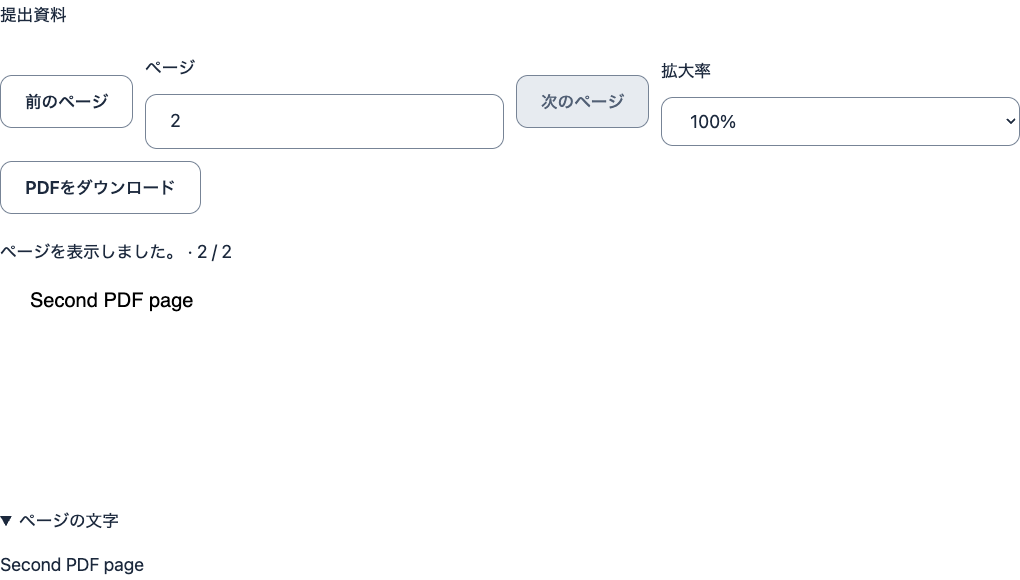 提出資料
前のページ
ページ
2
次のページ
拡大率
100%
PDFをダウンロード
ページを表示しました。 · 2 / 2
Second PDF page
▼ ページの文字
Second PDF page